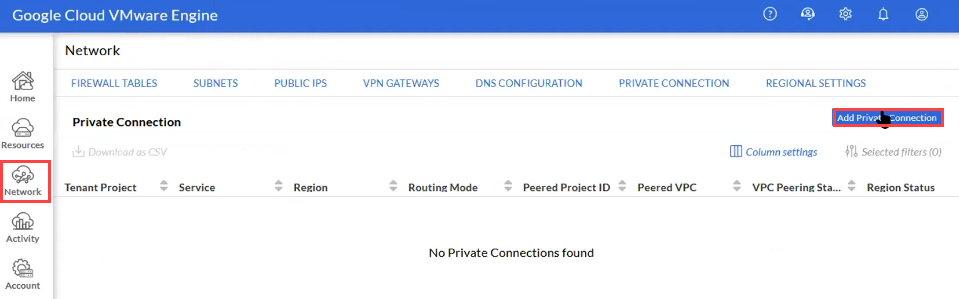 Google Cloud VMware Engine
Network
FIREWALL TABLES SUBNETS PUBLIC IPS VPN GATEWAYS DNS CONFIGURATION PRIVATE CONNECTION REGIONAL SETTINGS
Home
Resources
Network
Activity
Account
Private Connection
Add Private Connection
Download as CSV
Column settings
Selected filters (0)
Tenant Project Service Region Routing Mode Peered Project ID Peered VPC VPC Peering Sta... Region Status
No Private Connections found